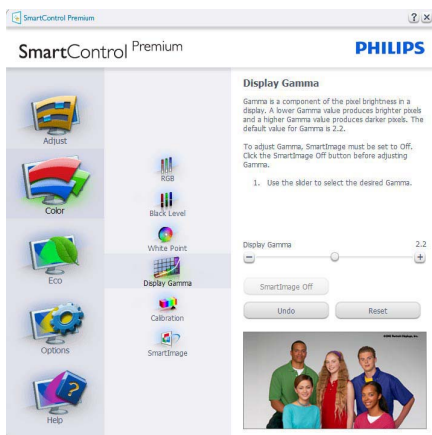 SmartControl Premium
? X
SmartControl Premium
PHILIPS
Adjust
Color
Eco
Options
Help
RGB
Black Level
White Point
Display Gamma
Calibration
SmartImage
Display Gamma
Gamma is a component of the pixel brightness in a
display. A lower Gamma value produces brighter pixels
and a higher Gamma value produces darker pixels. The
default value for Gamma is 2.2.
To adjust Gamma, SmartImage must be set to Off.
Click the SmartImage Off button before adjusting
Gamma.
1. Use the slider to select the desired Gamma.
Display Gamma 2.2
SmartImage Off
Undo Reset